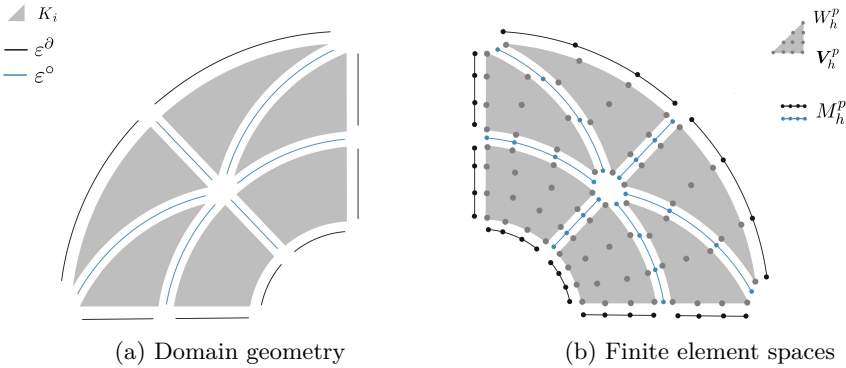 K_i
ε^∂
ε^°
W_h^p
V_h^p
M_h^p
(a) Domain geometry
(b) Finite element spaces